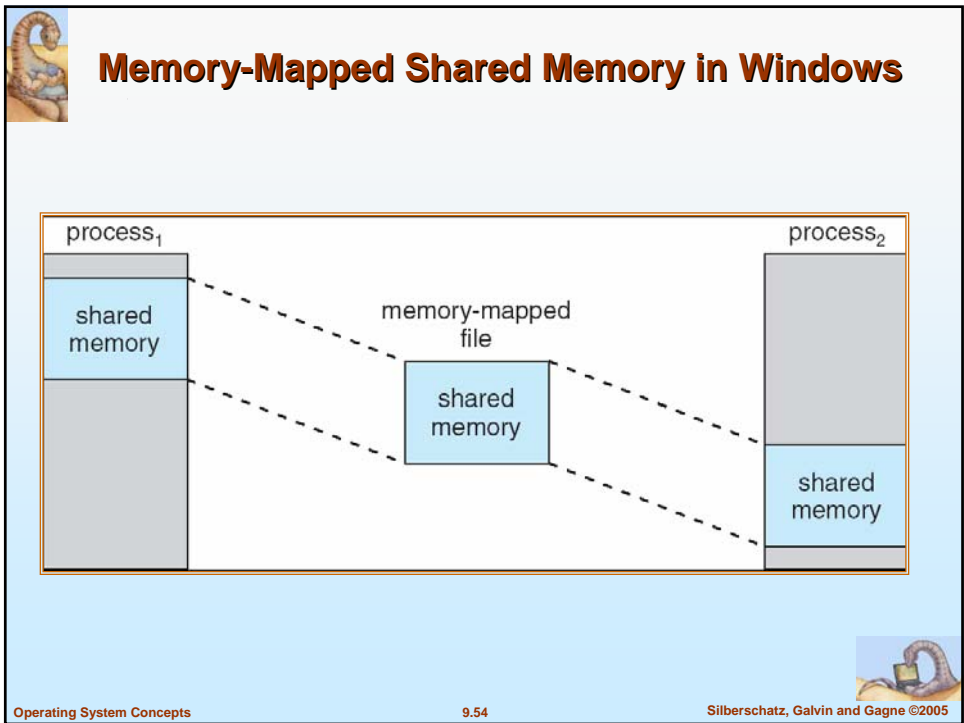 Memory-Mapped Shared Memory in Windows
process1
process2
shared
memory
memory-mapped
file
shared
memory
shared
memory
Operating System Concepts
9.54
Silberschatz, Galvin and Gagne ©2005